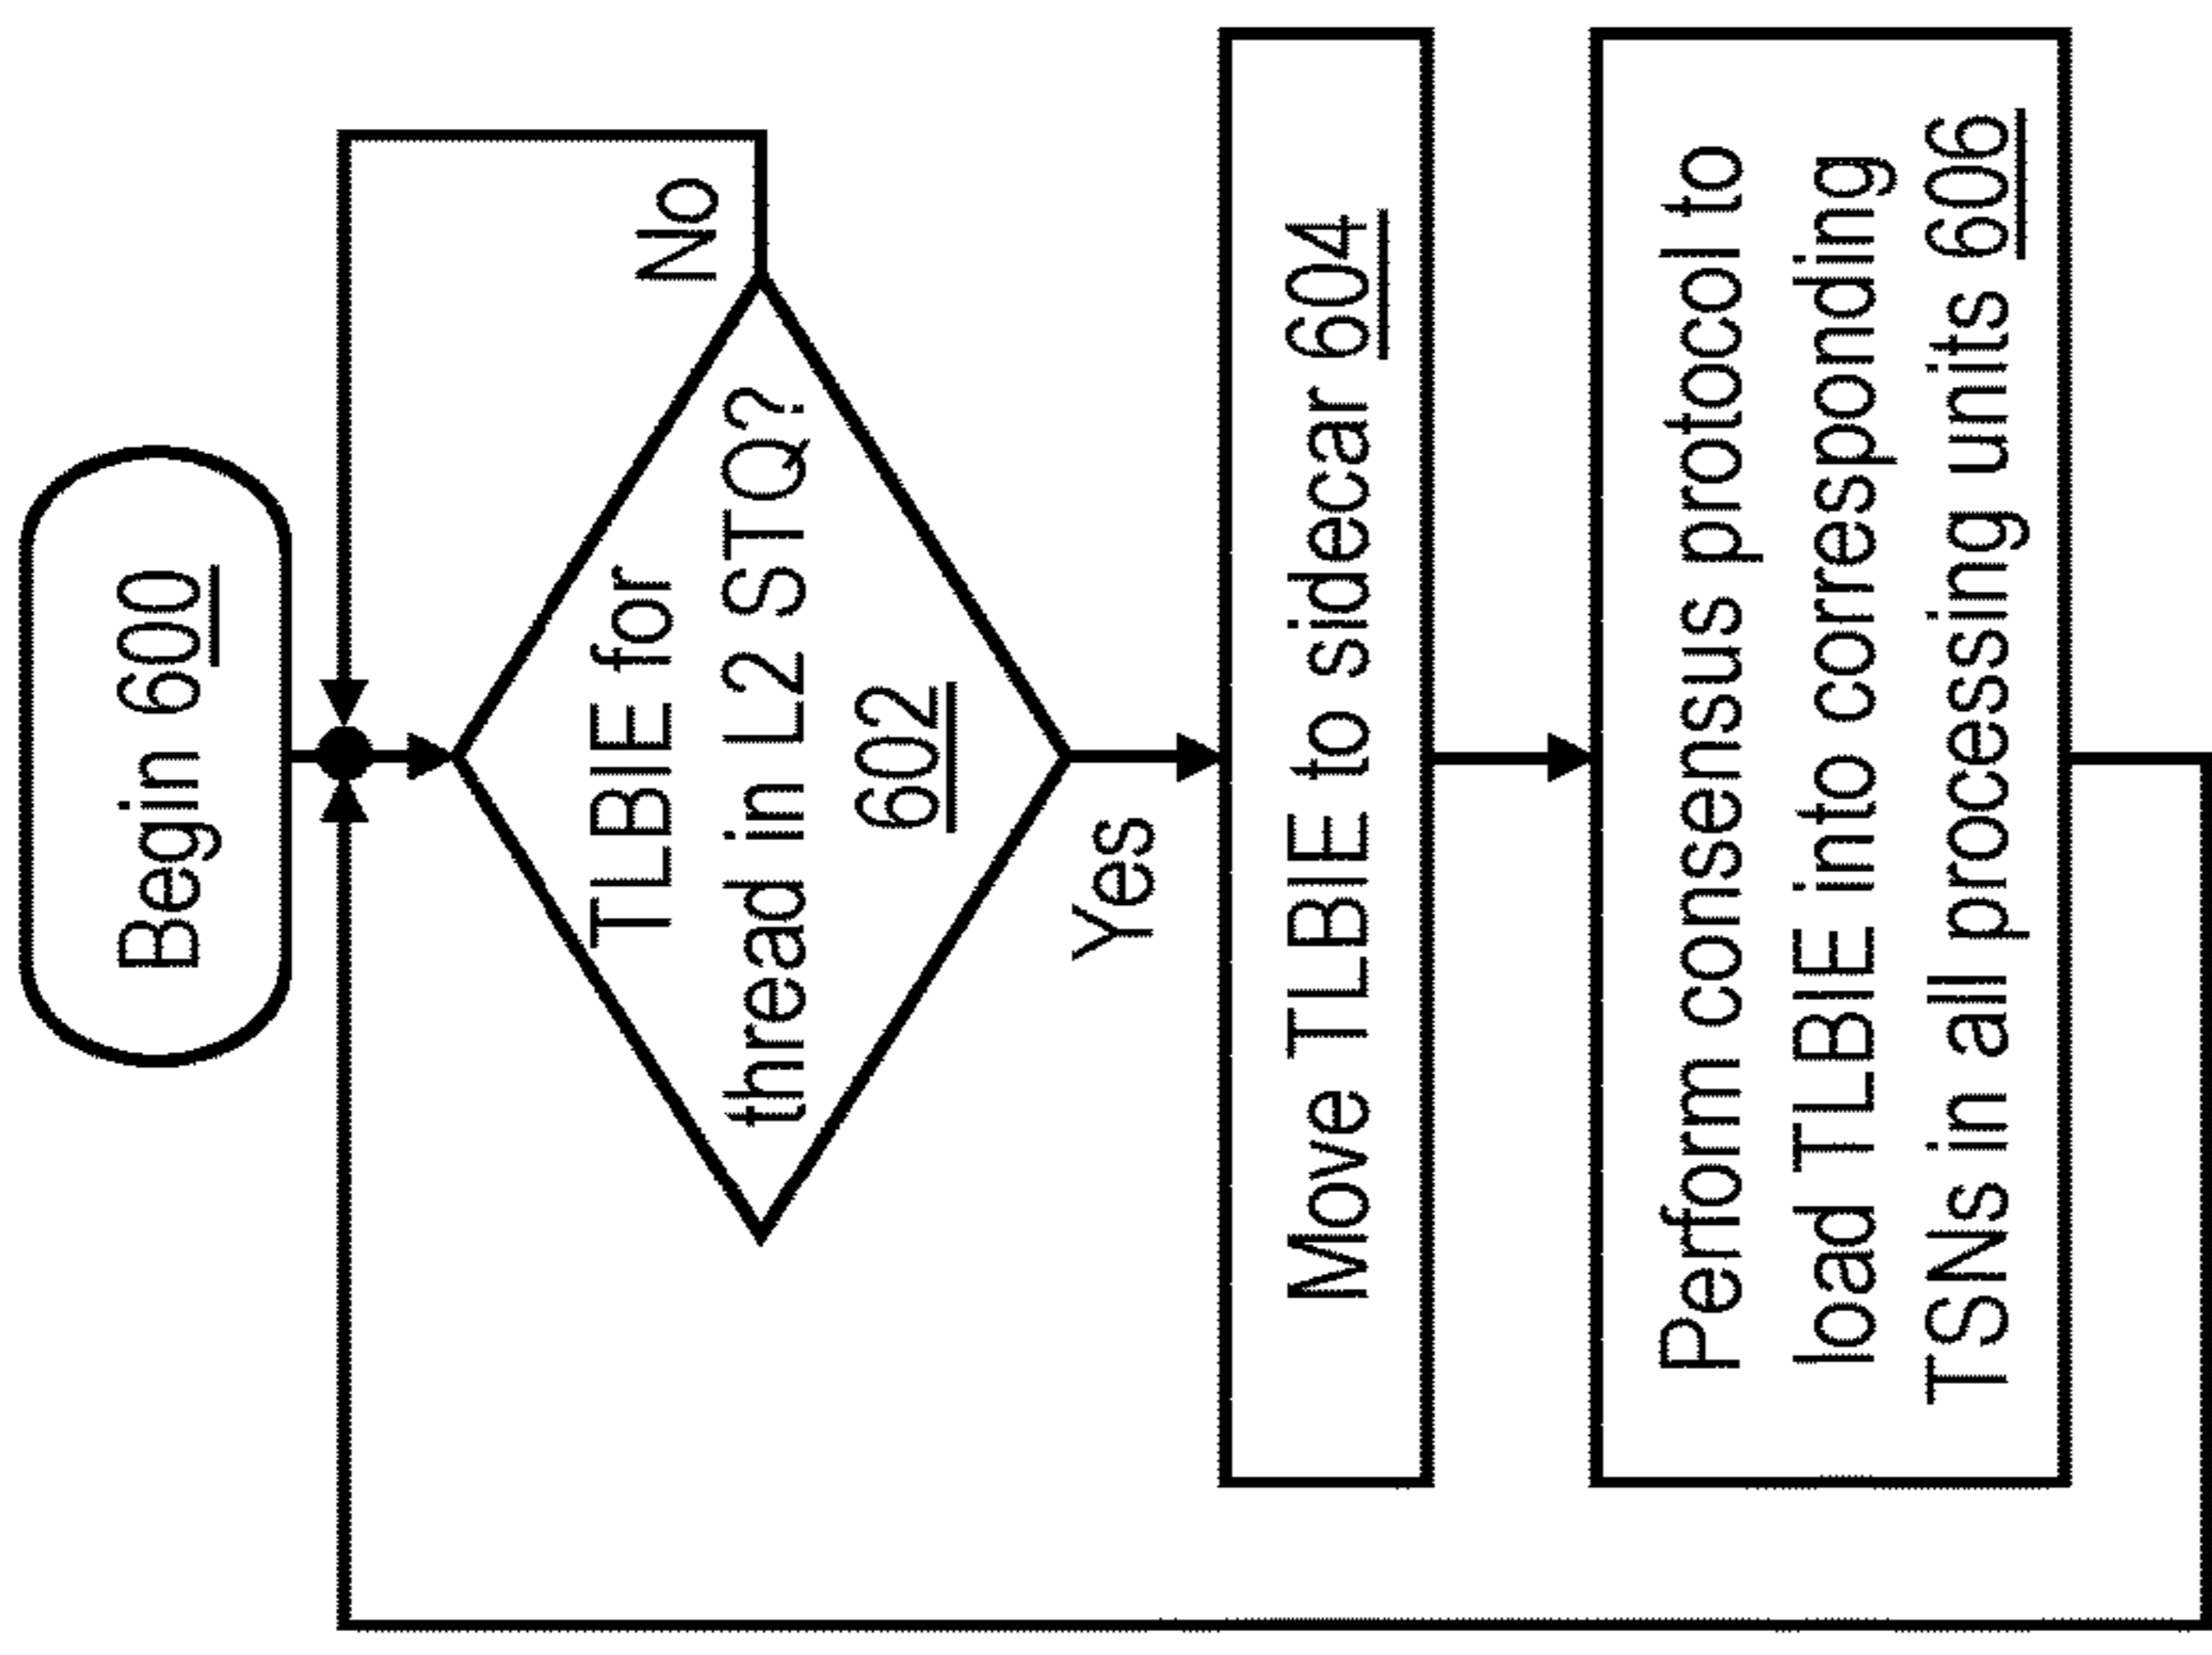 Begin 600
No
TLBIE for
thread in L2 STQ?
602
Yes
Move TLBIE to sidecar 604
Perform consensus protocol to
load TLBIE into corresponding
TSNs in all processing units 606